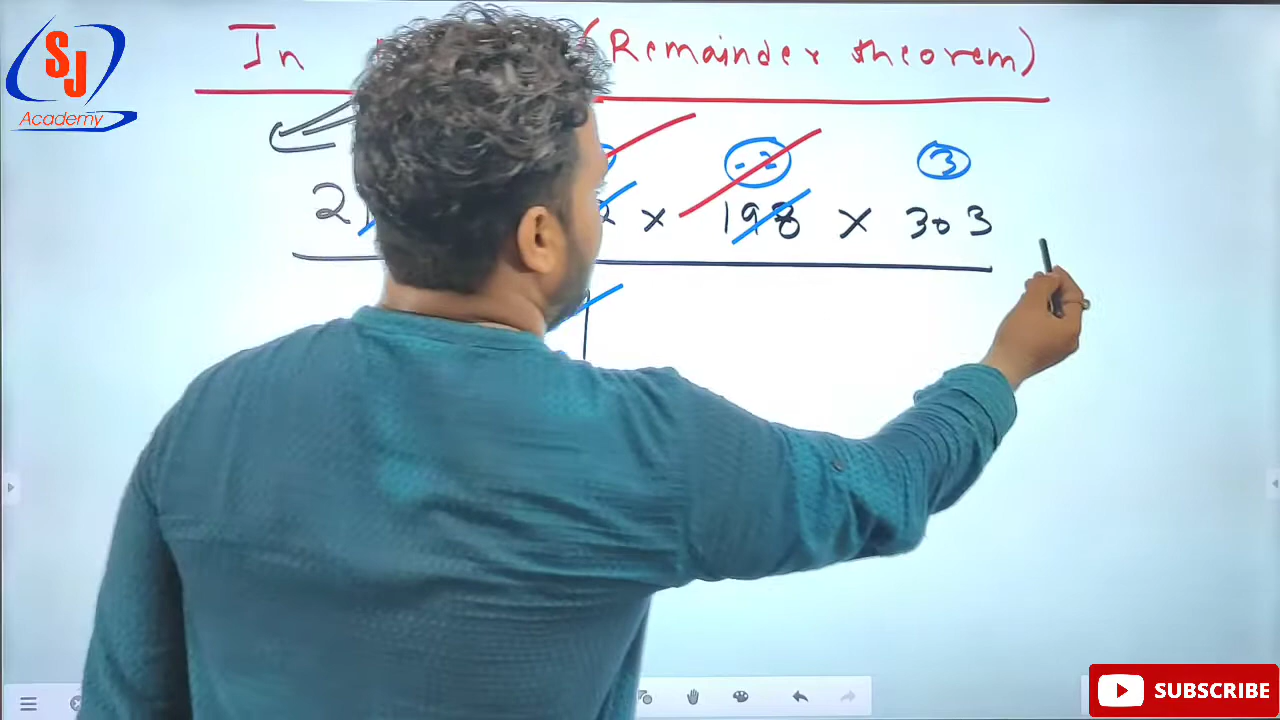 SJ
Academy
In (Remainder theorem)
-2 3
2 × 198 × 303
SUBSCRIBE